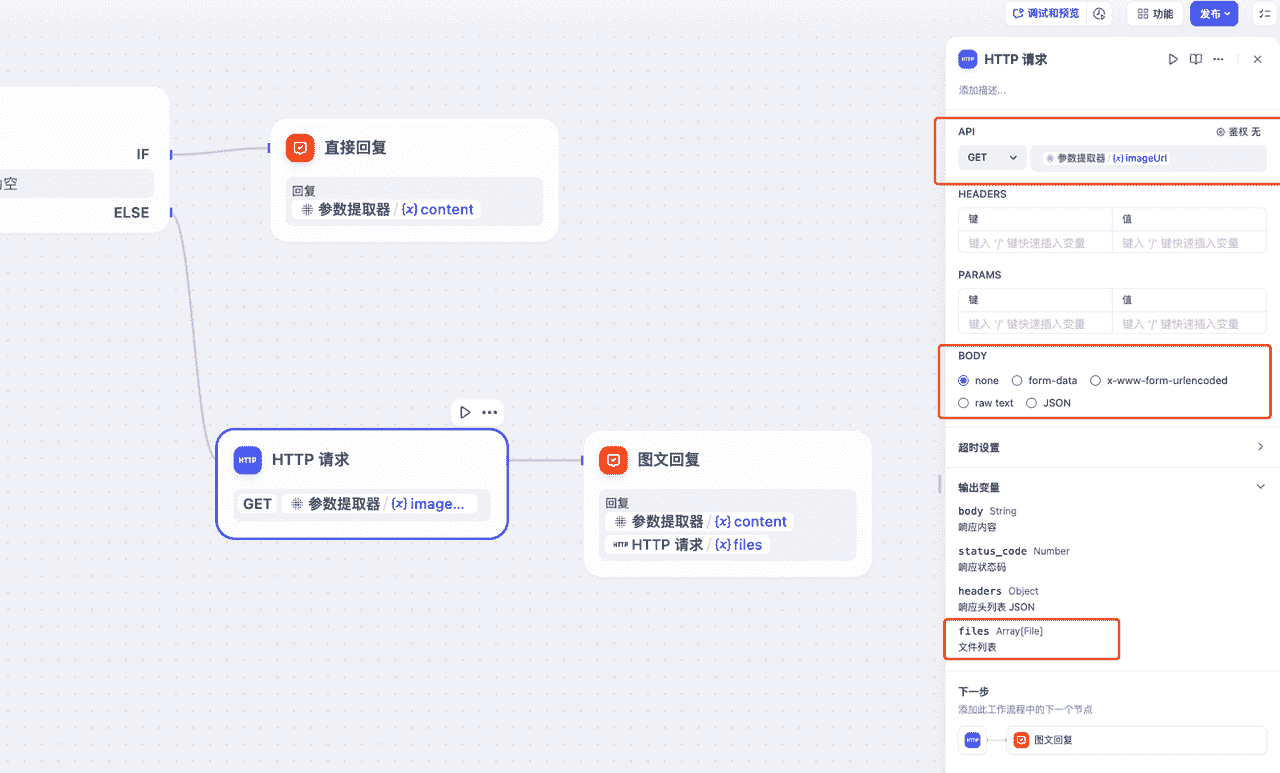 调试和预览
功能
发布
IF
为空
ELSE
直接回复
回复
参数提取器 / {x} content
HTTP 请求
GET 参数提取器 / {x} image...
图文回复
回复
参数提取器 / {x} content
HTTP HTTP 请求 / {x} files
HTTP HTTP 请求
添加描述...
API 鉴权 无
GET 参数提取器 / {x} imageUrl
HEADERS
键 值
键入 '/' 键快速插入变量 键入 '/' 键快速插入变量
PARAMS
键 值
键入 '/' 键快速插入变量 键入 '/' 键快速插入变量
BODY
none form-data x-www-form-urlencoded
raw text JSON
超时设置
输出变量
body String
响应内容
status_code Number
响应状态码
headers Object
响应头列表 JSON
files Array[File]
文件列表
下一步
添加此工作流程中的下一个节点
HTTP 图文回复